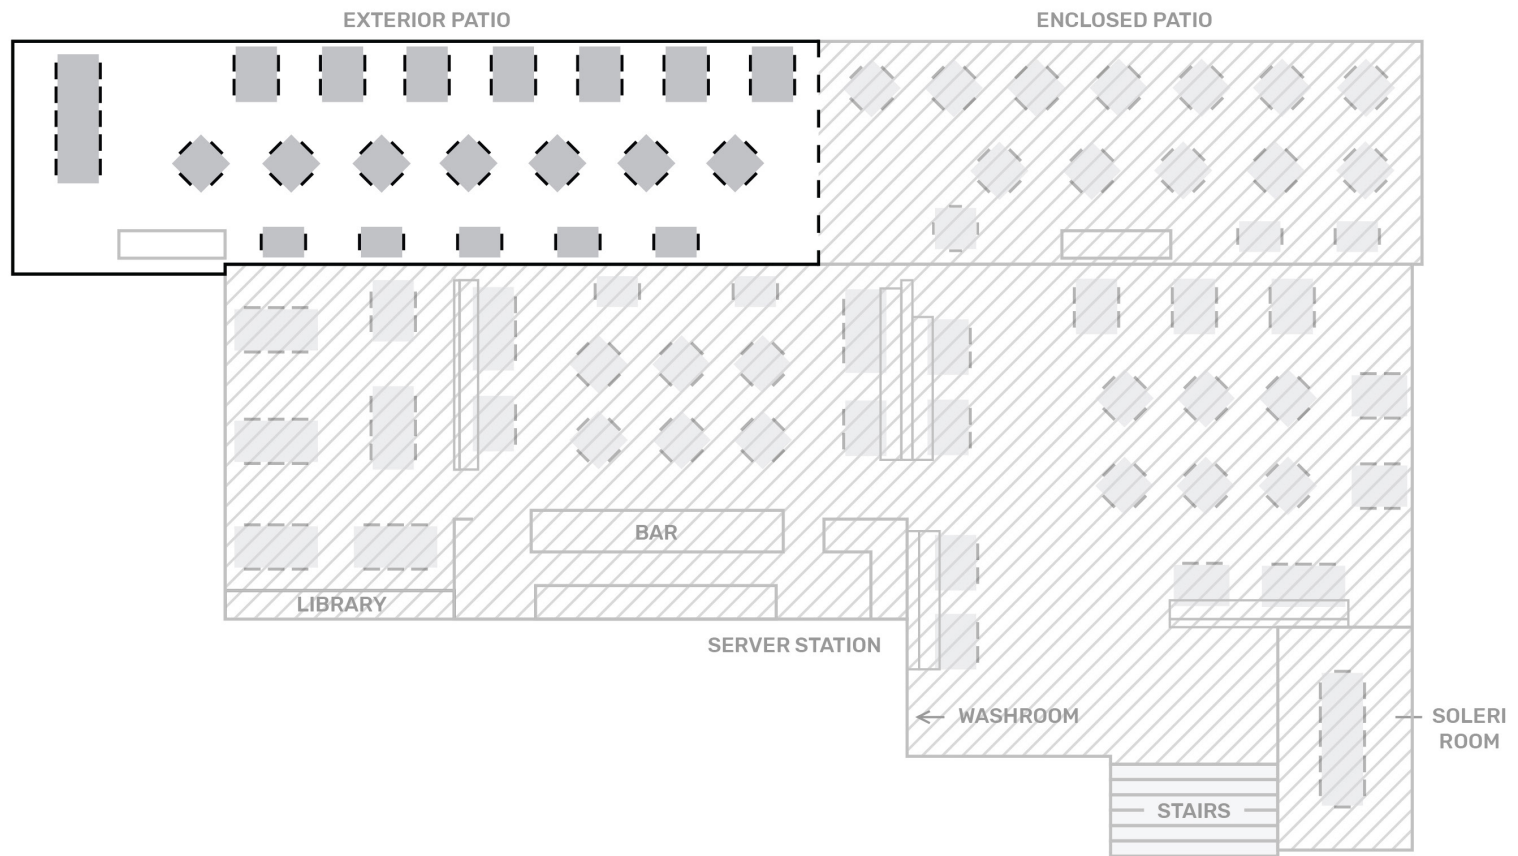 EXTERIOR PATIO
ENCLOSED PATIO
BAR
LIBRARY
SERVER STATION
WASHROOM
SOLERI
ROOM
STAIRS